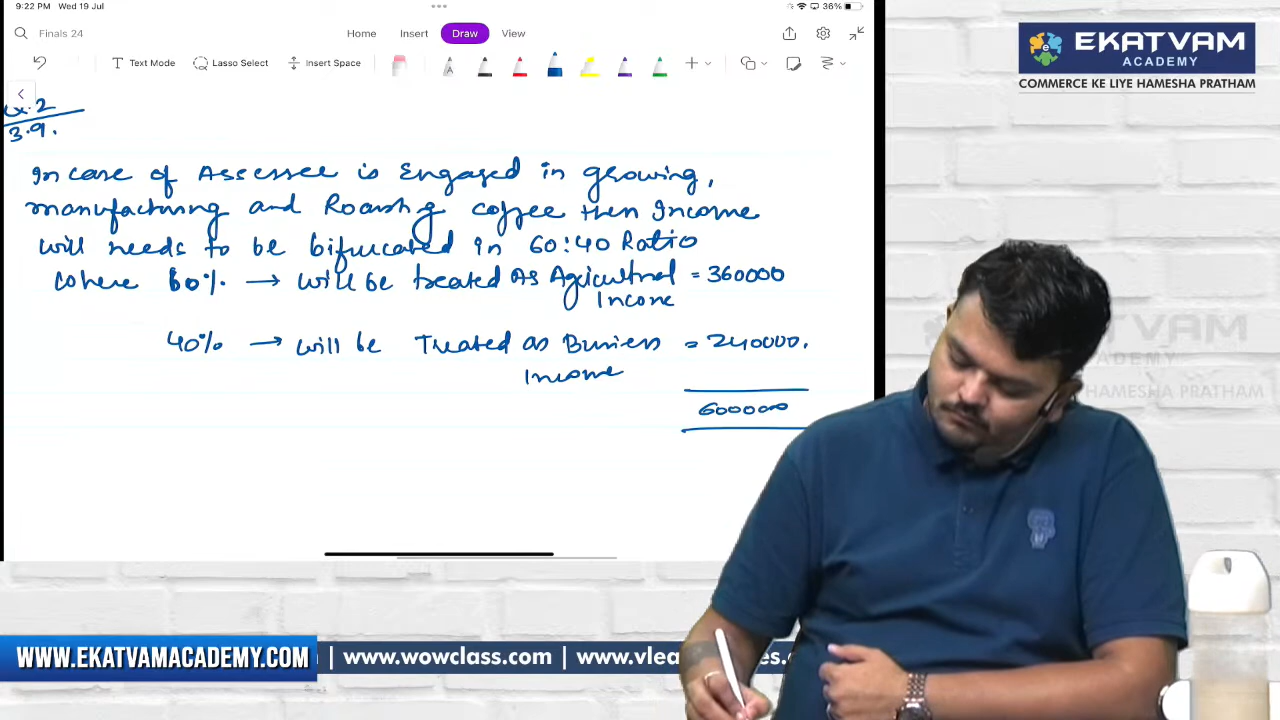 9:22 PM Wed 19 Jul
36%
Finals 24
Home Insert Draw View
Text Mode Lasso Select Insert Space
EKATVAM
ACADEMY
COMMERCE KE LIYE HAMESHA PRATHAM
3.9.
In case of Assessee is Engaged in growing,
manufacturing and Roasting coffee then Income
will needs to be bifurcated in 60:40 Ratio
where 60% → will be treated As Agricultural = 360000
Income
40% → will be Treated as Business = 240000.
Income
600000
ATVAM
ADEMY
HAMESHA PRATHAM
WWW.EKATVAMACADEMY.COM
| www.wowclass.com | www.vlea